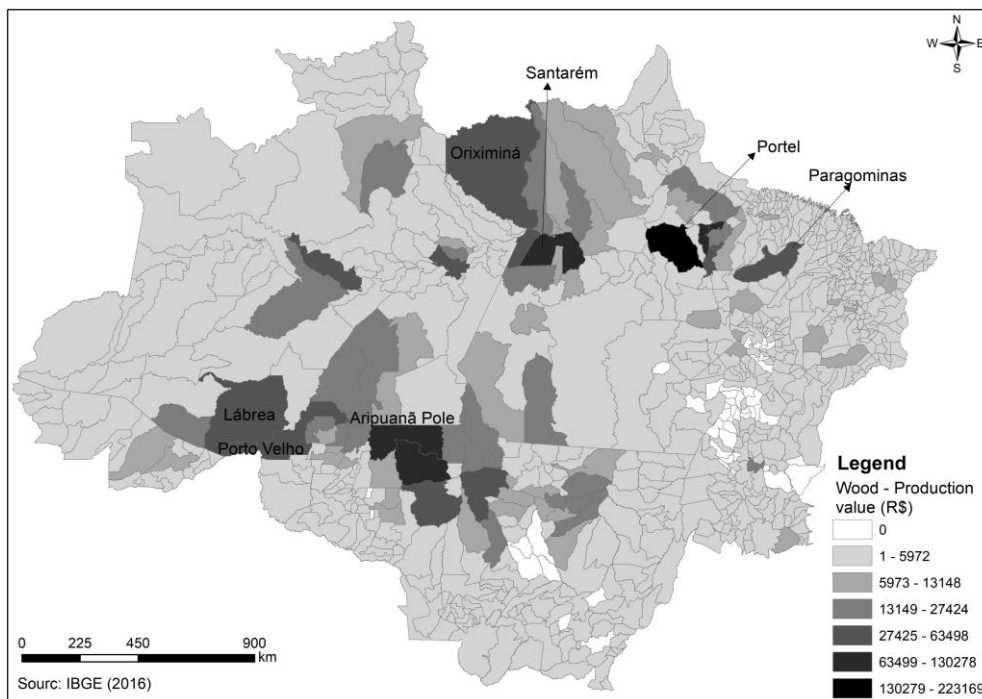 N
W E
S
Santarém
Oriximiná
Portel
Paragominas
Lábrea
Aripuanã Pole
Porto Velho
Legend
Wood - Production
value (R$)
0
1 - 5972
5973 - 13148
13149 - 27424
27425 - 63498
63499 - 130278
130279 - 223169
0 225 450 900
km
Sourc: IBGE (2016)